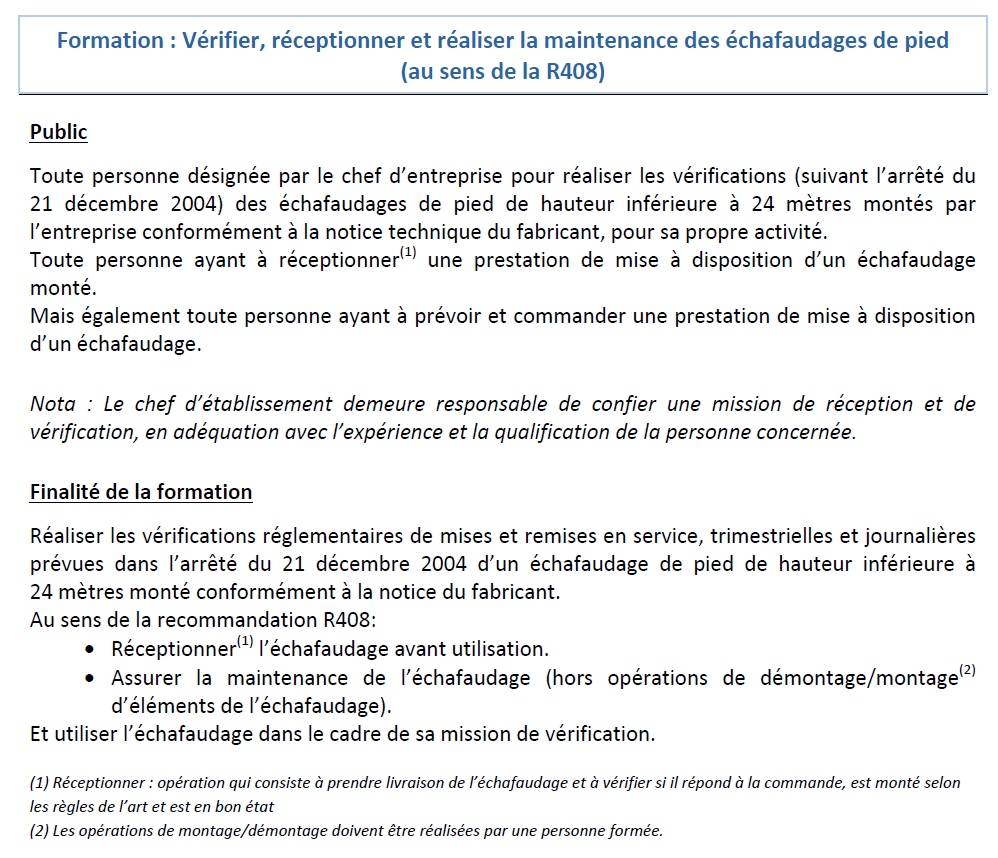 Formation : Vérifier, réceptionner et réaliser la maintenance des échafaudages de pied
(au sens de la R408)
Public
Toute personne désignée par le chef d’entreprise pour réaliser les vérifications (suivant l’arrêté du
21 décembre 2004) des échafaudages de pied de hauteur inférieure à 24 mètres montés par
l’entreprise conformément à la notice technique du fabricant, pour sa propre activité.
Toute personne ayant à réceptionner(1) une prestation de mise à disposition d’un échafaudage
monté.
Mais également toute personne ayant à prévoir et commander une prestation de mise à disposition
d’un échafaudage.
Nota : Le chef d’établissement demeure responsable de confier une mission de réception et de
vérification, en adéquation avec l’expérience et la qualification de la personne concernée.
Finalité de la formation
Réaliser les vérifications réglementaires de mises et remises en service, trimestrielles et journalières
prévues dans l’arrêté du 21 décembre 2004 d’un échafaudage de pied de hauteur inférieure à
24 mètres monté conformément à la notice du fabricant.
Au sens de la recommandation R408:
• Réceptionner(1) l’échafaudage avant utilisation.
• Assurer la maintenance de l’échafaudage (hors opérations de démontage/montage(2)
d’éléments de l’échafaudage).
Et utiliser l’échafaudage dans le cadre de sa mission de vérification.
(1) Réceptionner : opération qui consiste à prendre livraison de l’échafaudage et à vérifier si il répond à la commande, est monté selon
les règles de l’art et est en bon état
(2) Les opérations de montage/démontage doivent être réalisées par une personne formée.